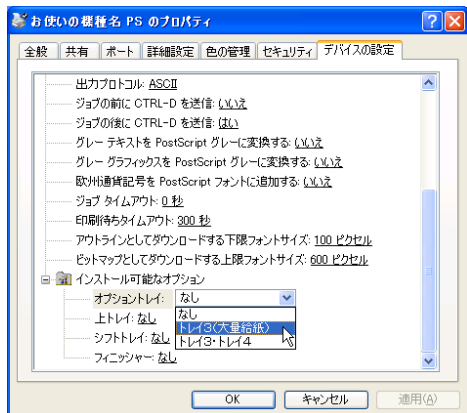 お使いの機種名 PS のプロパティ
全般 共有 ポート 詳細設定 色の管理 セキュリティ デバイスの設定
出力プロトコル: ASCII
ジョブの前に CTRL-D を送信: いいえ
ジョブの後に CTRL-D を送信: はい
グレー テキストを PostScript グレーに変換する: いいえ
グレー グラフィックスを PostScript グレーに変換する: いいえ
欧州通貨記号を PostScript フォントに追加する: いいえ
ジョブ タイムアウト: 0 秒
印刷待ちタイムアウト: 300 秒
アウトラインとしてダウンロードする下限フォントサイズ: 100 ピクセル
ビットマップとしてダウンロードする上限フォントサイズ: 600 ピクセル
インストール可能なオプション
オプショントレイ: なし
なし
上トレイ: なし
トレイ3(大量給紙)
シフトトレイ: なし
トレイ3・トレイ4
フィニッシャー: なし
OK キャンセル 適用(A)